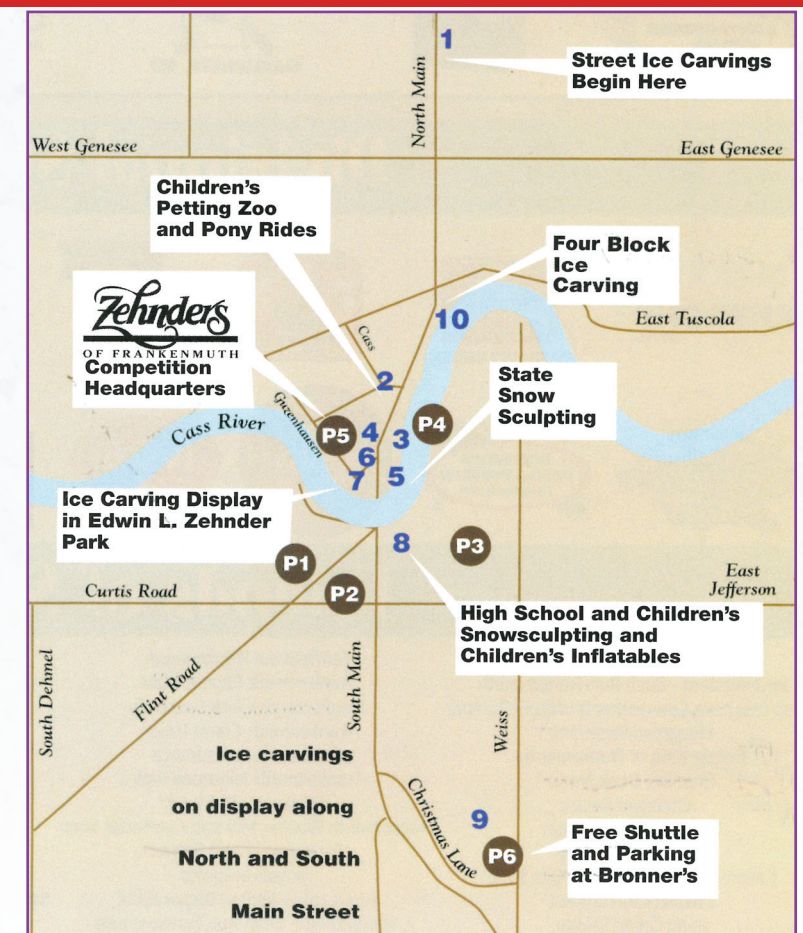 1
Street Ice Carvings
Begin Here
North Main
West Genesee
East Genesee
Children's
Petting Zoo
and Pony Rides
Four Block
Ice
Carving
Zehnders
OF FRANKENMUTH
Competition
Headquarters
10
East Tuscola
Cass
2
State
Snow
Sculpting
Guzenhausen
Cass River
P5
4
3
P4
6
7
5
Ice Carving Display
in Edwin L. Zehnder
Park
8
P3
P1
P2
Curtis Road
East
Jefferson
High School and Children's
Snowsculpting and
Children's Inflatables
South Dehmel
Flint Road
South Main
Weiss
Ice carvings
on display along
North and South
Main Street
Christmas Lane
9
P6
Free Shuttle
and Parking
at Bronner's